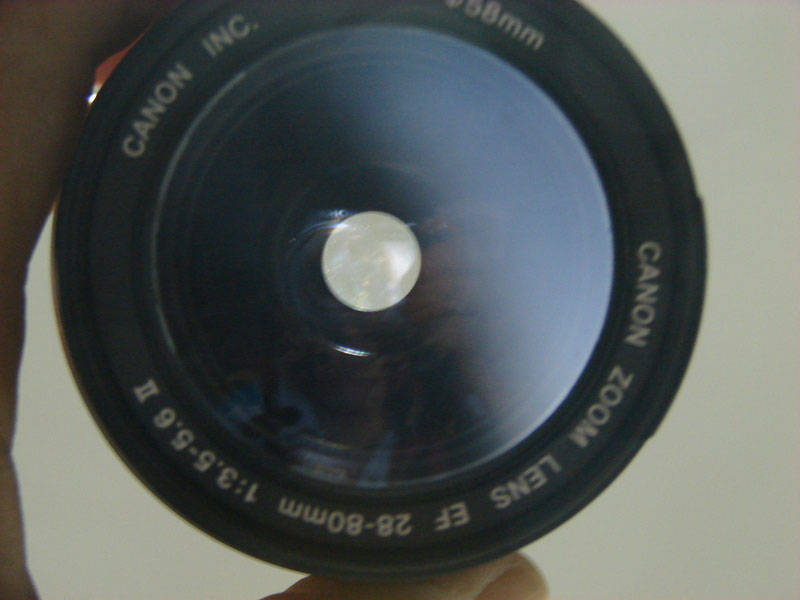 CANON INC.
58mm
CANON ZOOM LENS EF 28-80mm 1:3.5-5.6 II